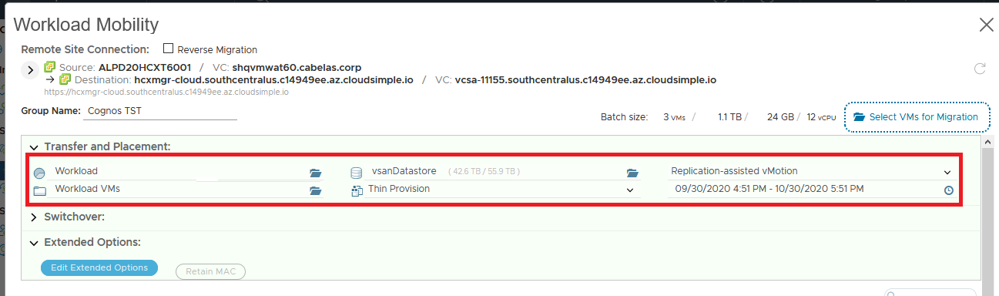 Workload Mobility
Remote Site Connection: Reverse Migration
Source: ALPD20HCXT6001 / VC: shqvmwat60.cabelas.corp
→ Destination: hcxmgr-cloud.southcentralus.c14949ee.az.cloudsimple.io / VC: vcsa-11155.southcentralus.c14949ee.az.cloudsimple.io
https://hcxmgr-cloud.southcentralus.c14949ee.az.cloudsimple.io
Group Name: Cognos TST
Batch size: 3 VMs / 1.1 TB / 24 GB / 12 vCPU Select VMs for Migration
Transfer and Placement:
Workload vsanDatastore ( 42.6 TB / 55.9 TB ) Replication-assisted vMotion
Workload VMs Thin Provision 09/30/2020 4:51 PM - 10/30/2020 5:51 PM
Switchover:
Extended Options:
Edit Extended Options Retain MAC